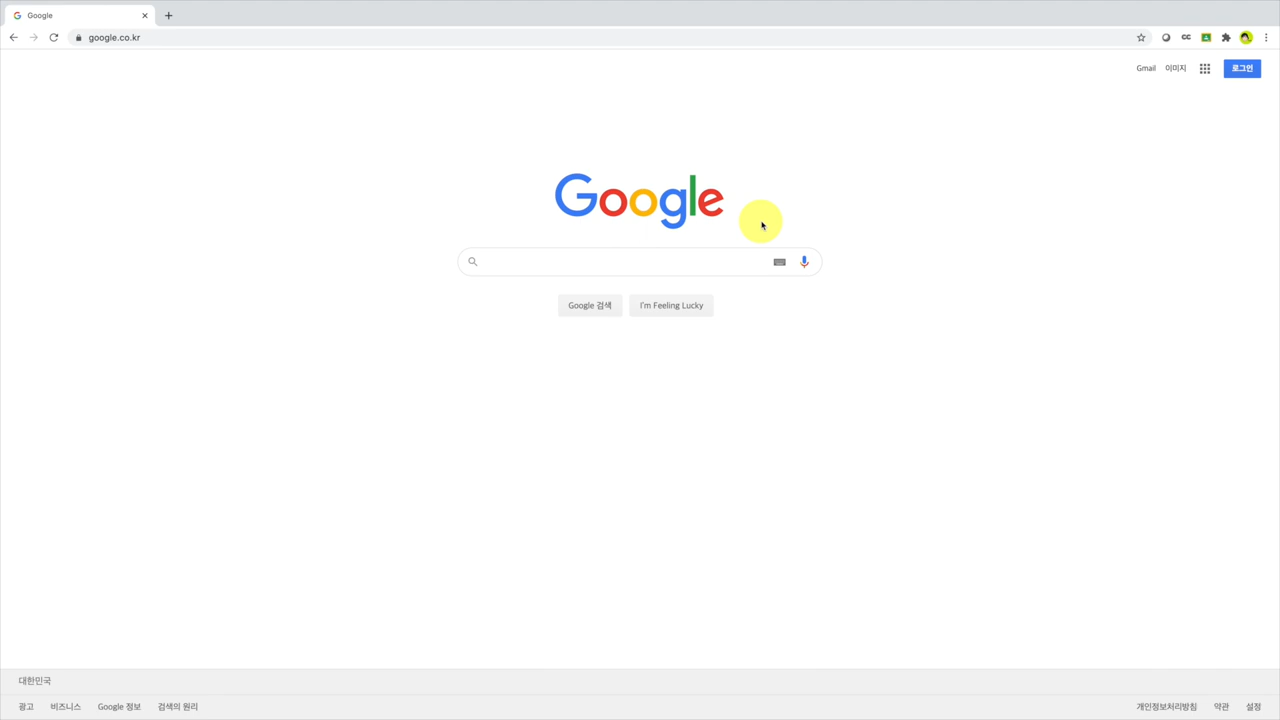 Google
google.co.kr
CC
Gmail 이미지 로그인
Google
Google 검색 I'm Feeling Lucky
대한민국
광고 비즈니스 Google 정보 검색의 원리 개인정보처리방침 약관 설정